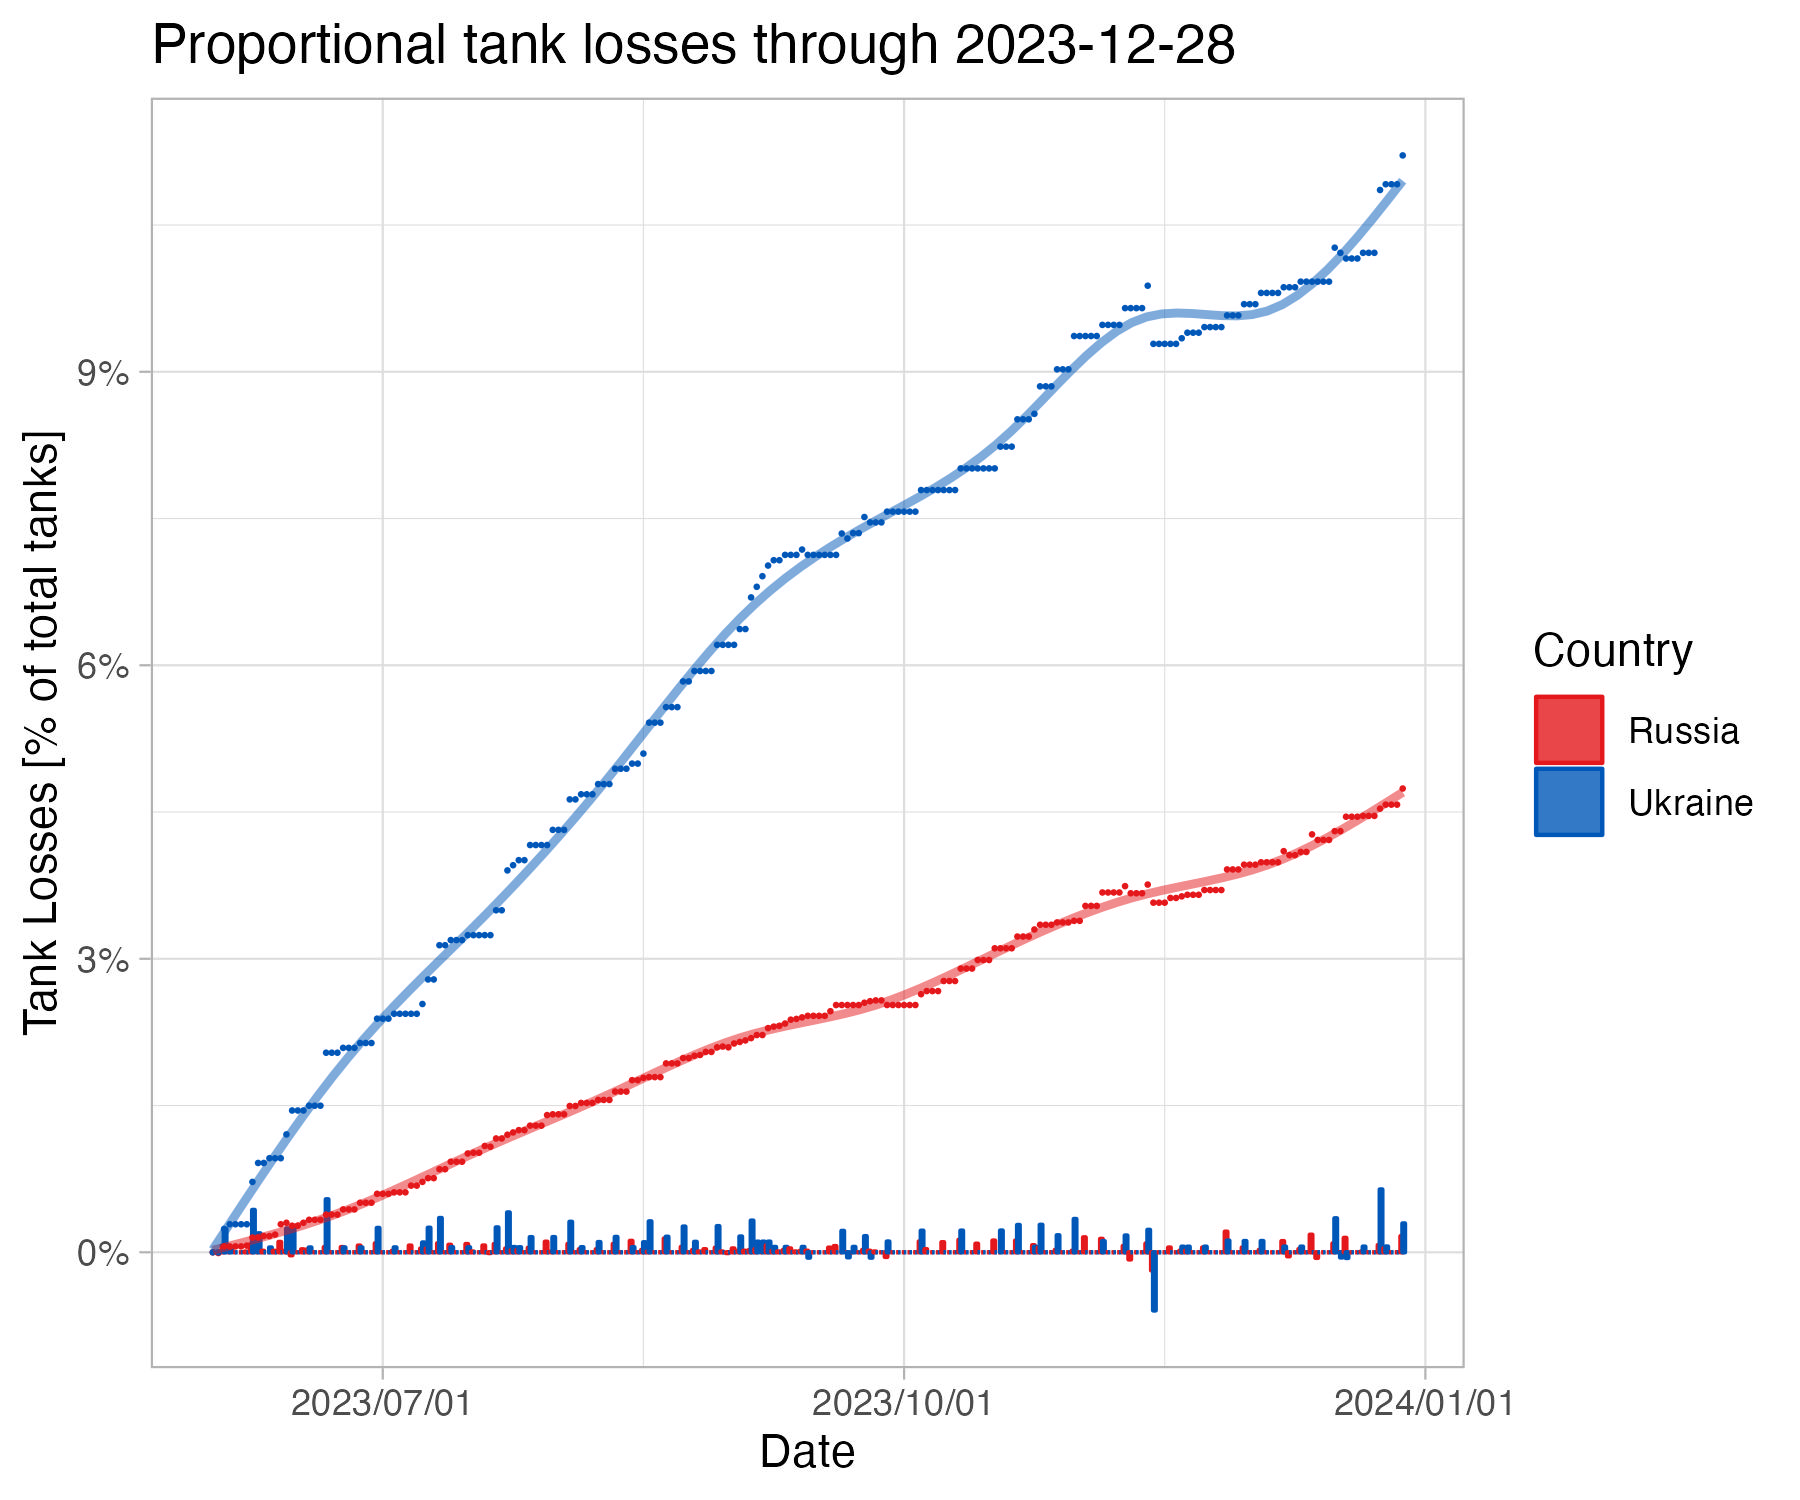 Proportional tank losses through 2023-12-28
Tank Losses [% of total tanks]
9%
6%
3%
0%
2023/07/01
2023/10/01
2024/01/01
Date
Country
Russia
Ukraine